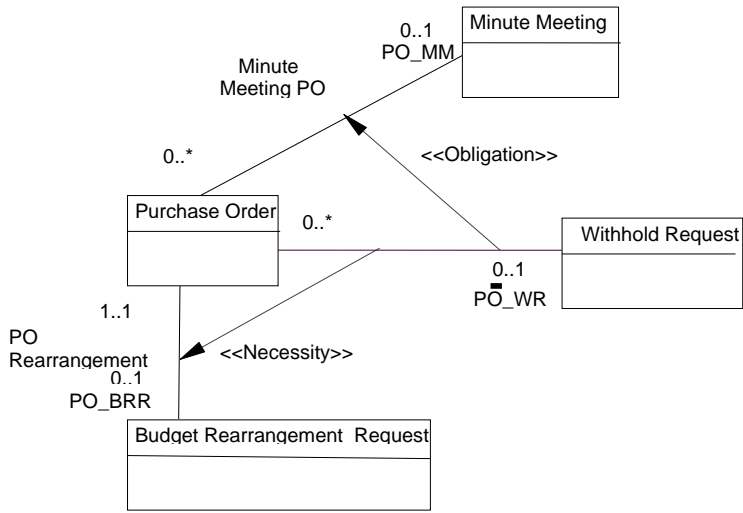 0..1
Minute Meeting
PO_MM
Minute
Meeting PO
0..*
<<Obligation>>
Purchase Order
0..*
Withhold Request
0..1
PO_WR
1..1
PO
Rearrangement
<<Necessity>>
0..1
PO_BRR
Budget Rearrangement Request